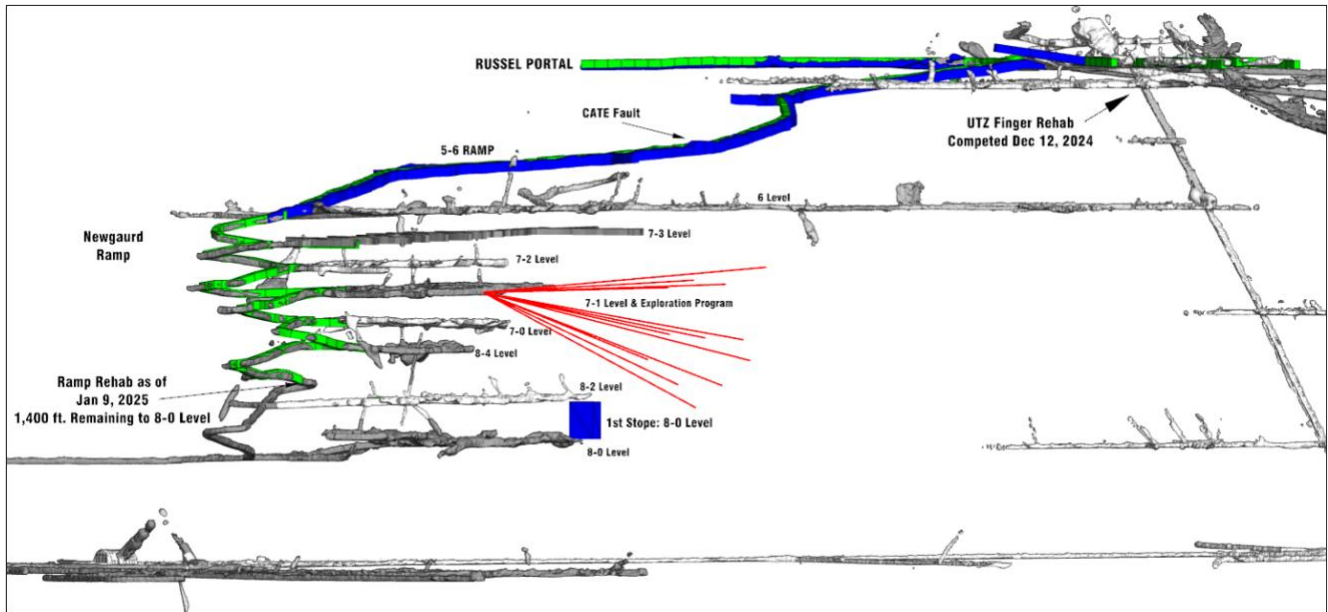 RUSSEL PORTAL
CATE Fault
UTZ Finger Rehab
Competed Dec 12, 2024
5-6 RAMP
6 Level
Newgaurd
Ramp
7-3 Level
7-2 Level
7-1 Level & Exploration Program
7-0 Level
8-4 Level
Ramp Rehab as of
Jan 9, 2025
1,400 ft. Remaining to 8-0 Level
8-2 Level
1st Stope: 8-0 Level
8-0 Level